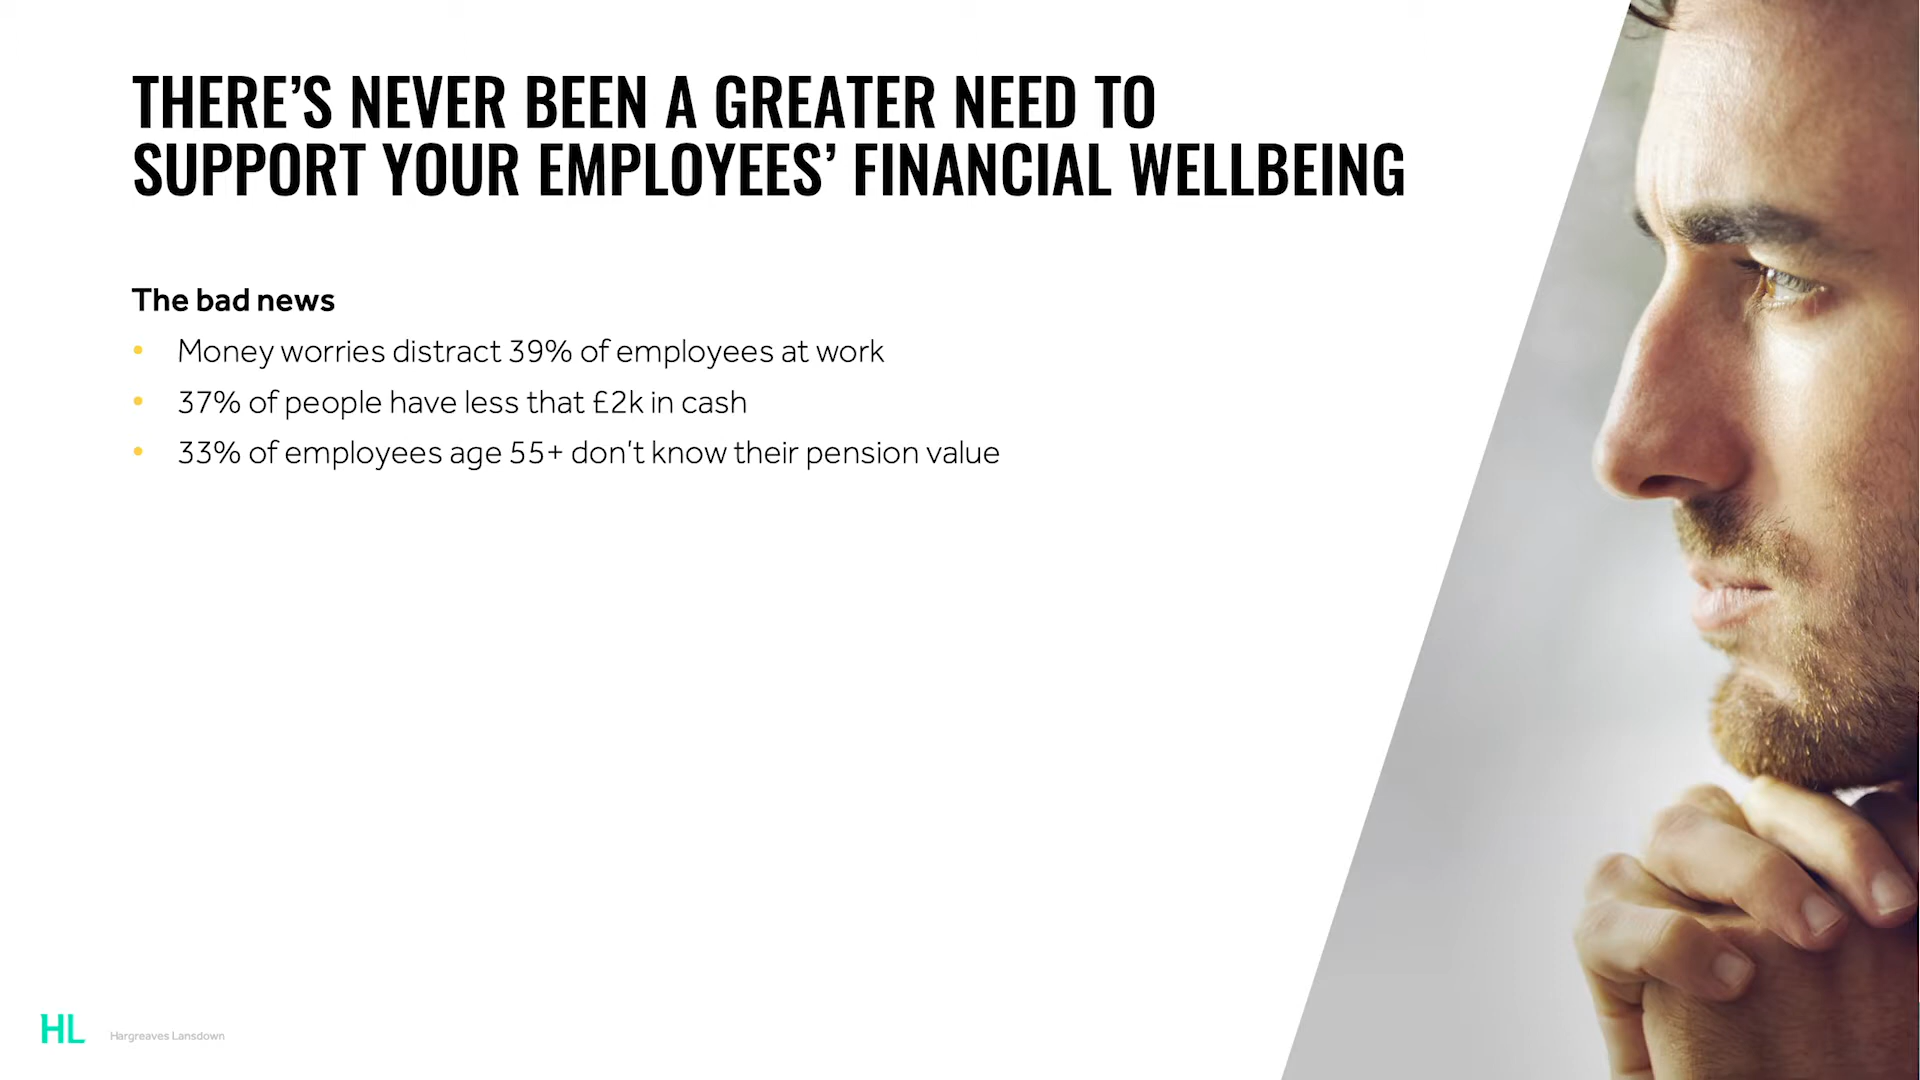 THERE’S NEVER BEEN A GREATER NEED TO
SUPPORT YOUR EMPLOYEES’ FINANCIAL WELLBEING
The bad news
• Money worries distract 39% of employees at work
• 37% of people have less that £2k in cash
• 33% of employees age 55+ don’t know their pension value
HL Hargreaves Lansdown